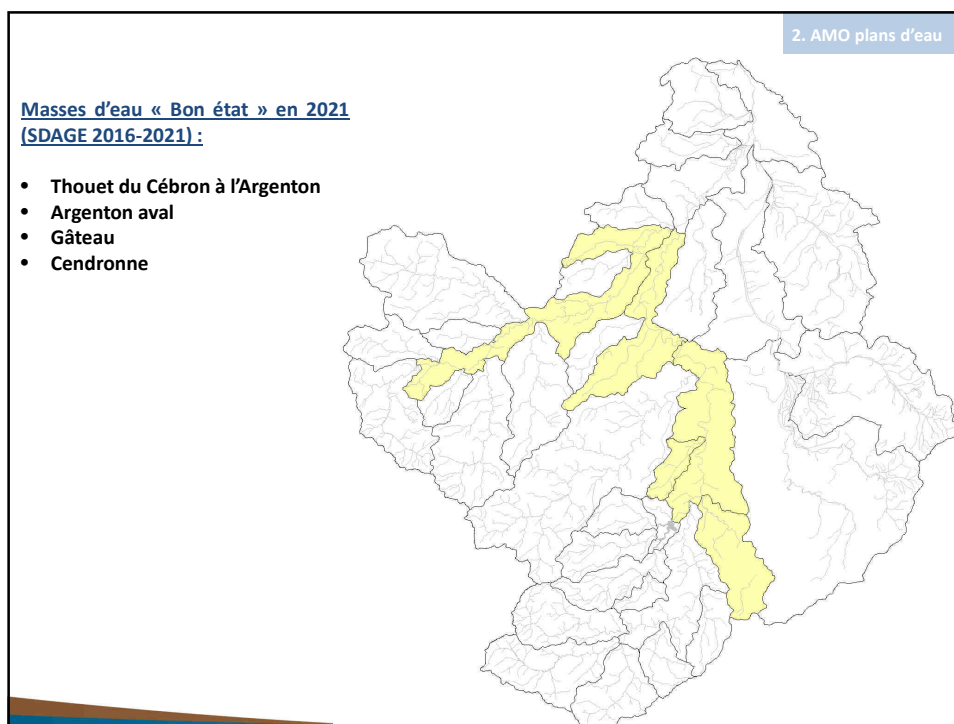 2. AMO plans d'eau
Masses d'eau « Bon état » en 2021
(SDAGE 2016-2021) :
• Thouet du Cébron à l'Argenton
• Argenton aval
• Gâteau
• Cendronne